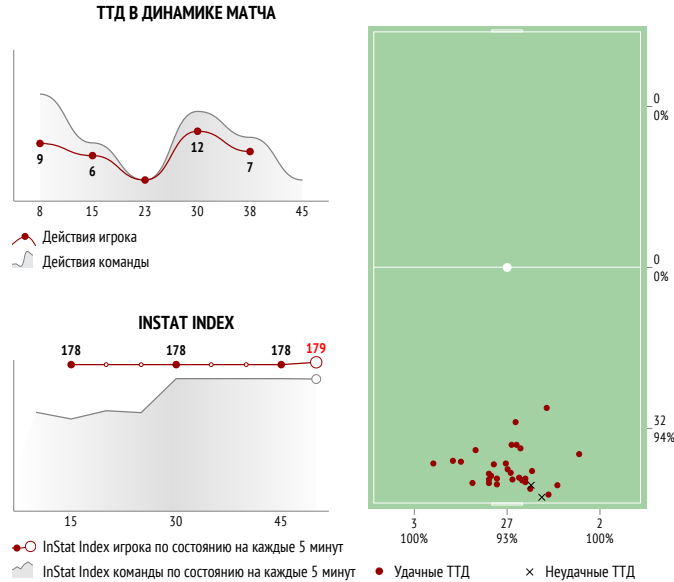 ТТД В ДИНАМИКЕ МАТЧА
9
6
12
7
8 15 23 30 38 45
Действия игрока
Действия команды
INSTAT INDEX
178 178 178 179
15 30 45
InStat Index игрока по состоянию на каждые 5 минут
InStat Index команды по состоянию на каждые 5 минут
0
0%
0
0%
32
94%
3 27 2
100% 93% 100%
Удачные ТТД Неудачные ТТД